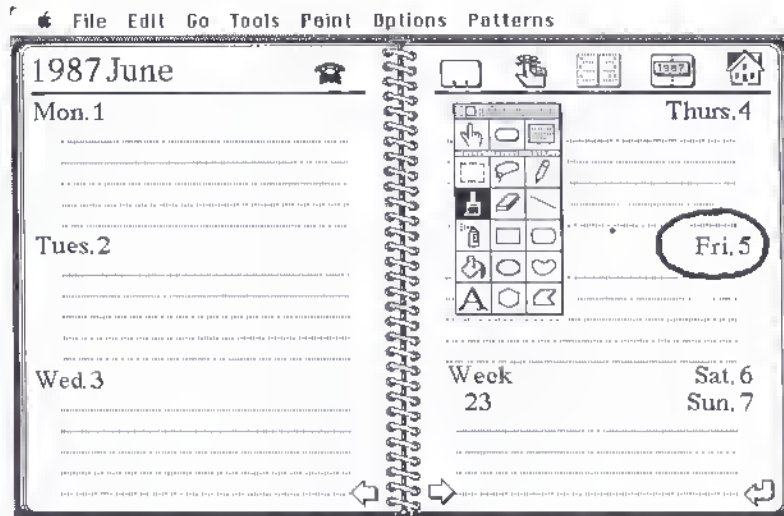 File Edit Go Tools Paint Options Patterns
1987 June
1987
Mon.1
Thurs.4
Tues.2
Fri.5
Wed.3
Week
23
Sat.6
Sun.7
A